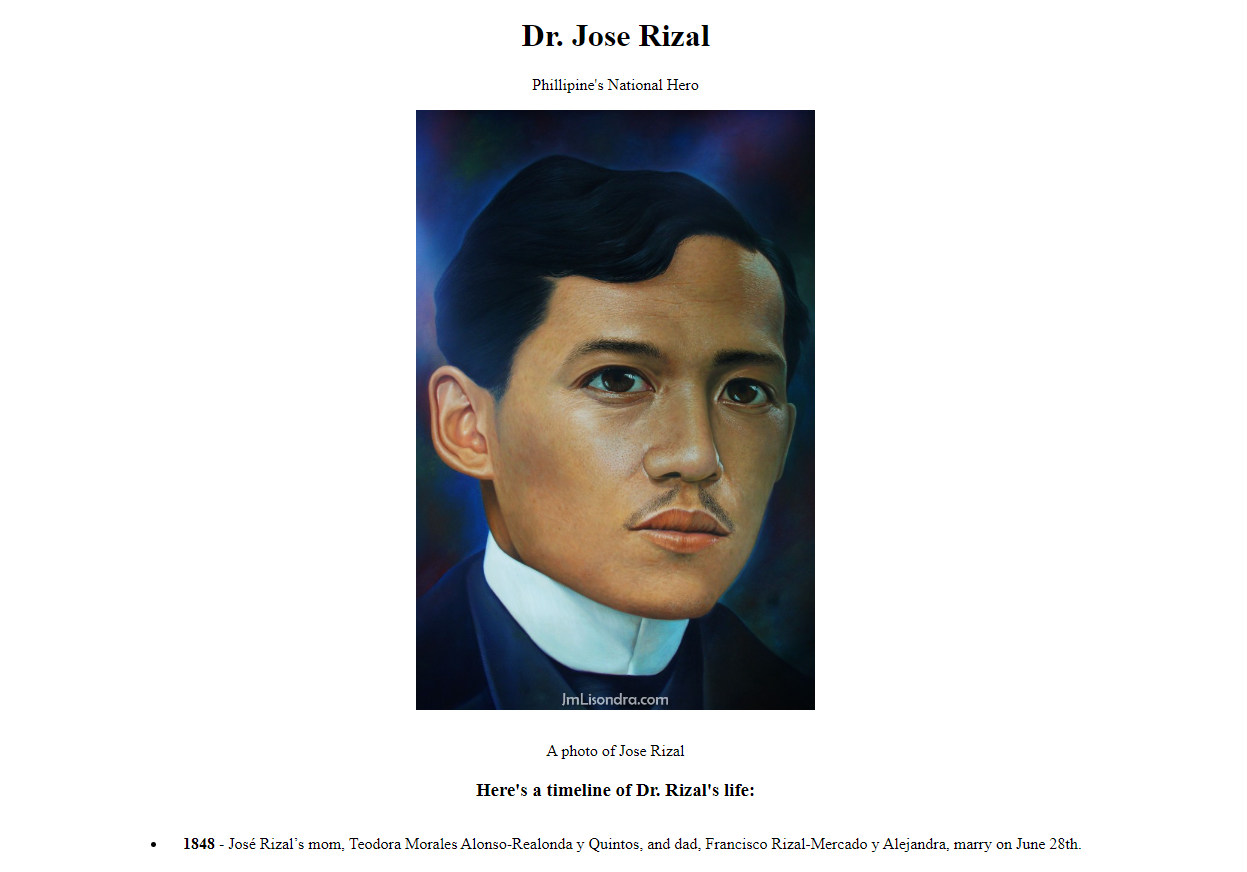 Dr. Jose Rizal
Phillipine's National Hero
JmLisondra.com
A photo of Jose Rizal
Here's a timeline of Dr. Rizal's life:
• 1848 - José Rizal’s mom, Teodora Morales Alonso-Realonda y Quintos, and dad, Francisco Rizal-Mercado y Alejandra, marry on June 28th.